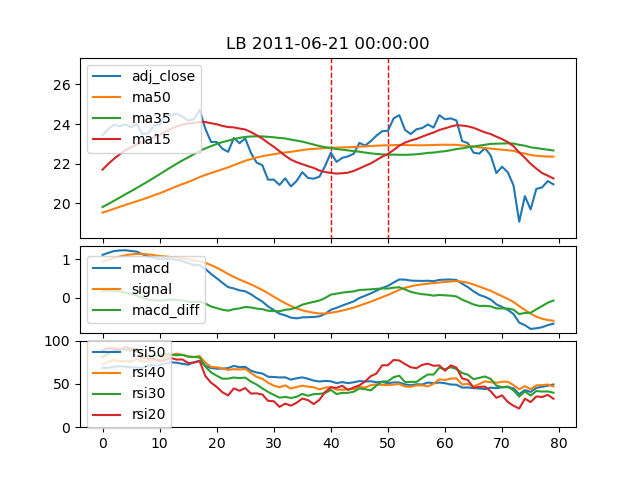 LB 2011-06-21 00:00:00
26
24
22
20
adj_close
ma50
ma35
ma15
1
0
macd
signal
macd_diff
100
50
0
rsi50
rsi40
rsi30
rsi20
0 10 20 30 40 50 60 70 80